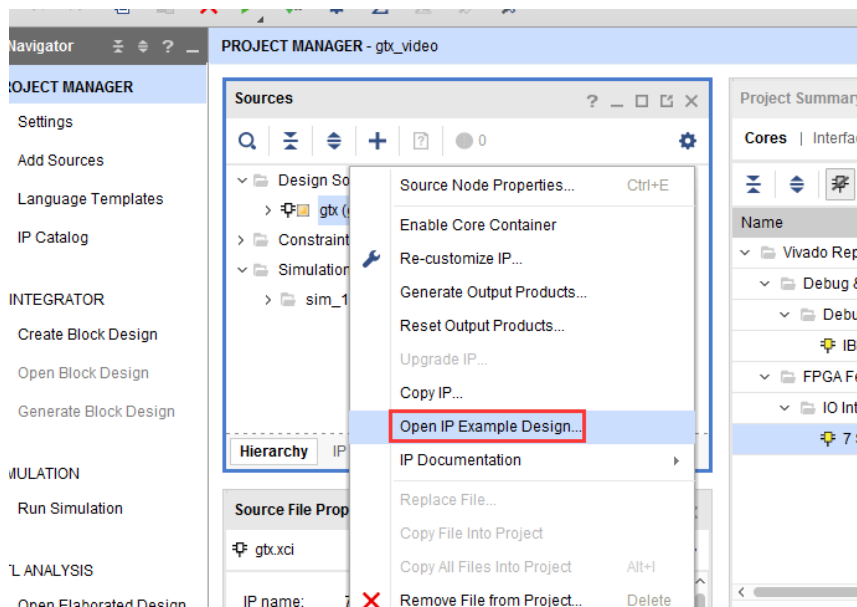 Navigator ? _
PROJECT MANAGER - gtx_video
PROJECT MANAGER
Settings
Add Sources
Language Templates
IP Catalog
INTEGRATOR
Create Block Design
Open Block Design
Generate Block Design
MULATION
Run Simulation
TL ANALYSIS
Open Elaborated Design
Sources
0
Design So
gtx (
Constraint
Simulation
sim_1
Hierarchy IP
Source File Prop
gtx.xci
IP name: 7
Source Node Properties... Ctrl+E
Enable Core Container
Re-customize IP...
Generate Output Products...
Reset Output Products...
Upgrade IP...
Copy IP...
Open IP Example Design...
IP Documentation
Replace File...
Copy File Into Project
Copy All Files Into Project Alt+I
Remove File from Project... Delete
Project Summary
Cores | Interfa
Name
Vivado Rep
Debug &
Debu
IB
FPGA Fe
IO Int
7 S